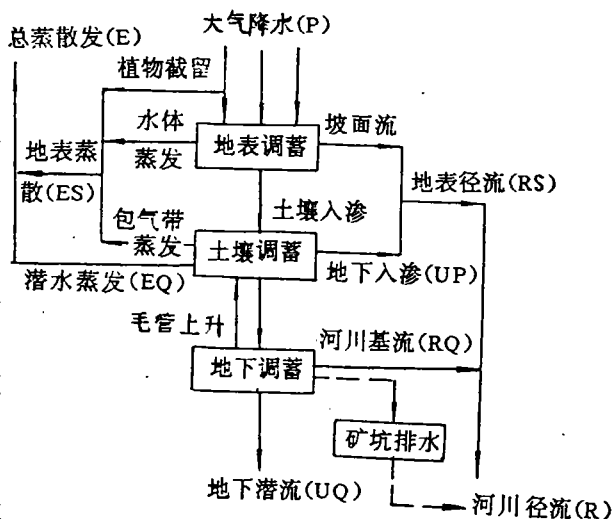 大气降水(P)
总蒸散发(E)
植物截留
水体
蒸发
地表调蓄
坡面流
地表蒸
散(ES)
地表径流(RS)
土壤入渗
包气带
蒸发
土壤调蓄
地下入渗(UP)
潜水蒸发(EQ)
毛管上升
河川基流(RQ)
地下调蓄
矿坑排水
地下潜流(UQ)
河川径流(R)